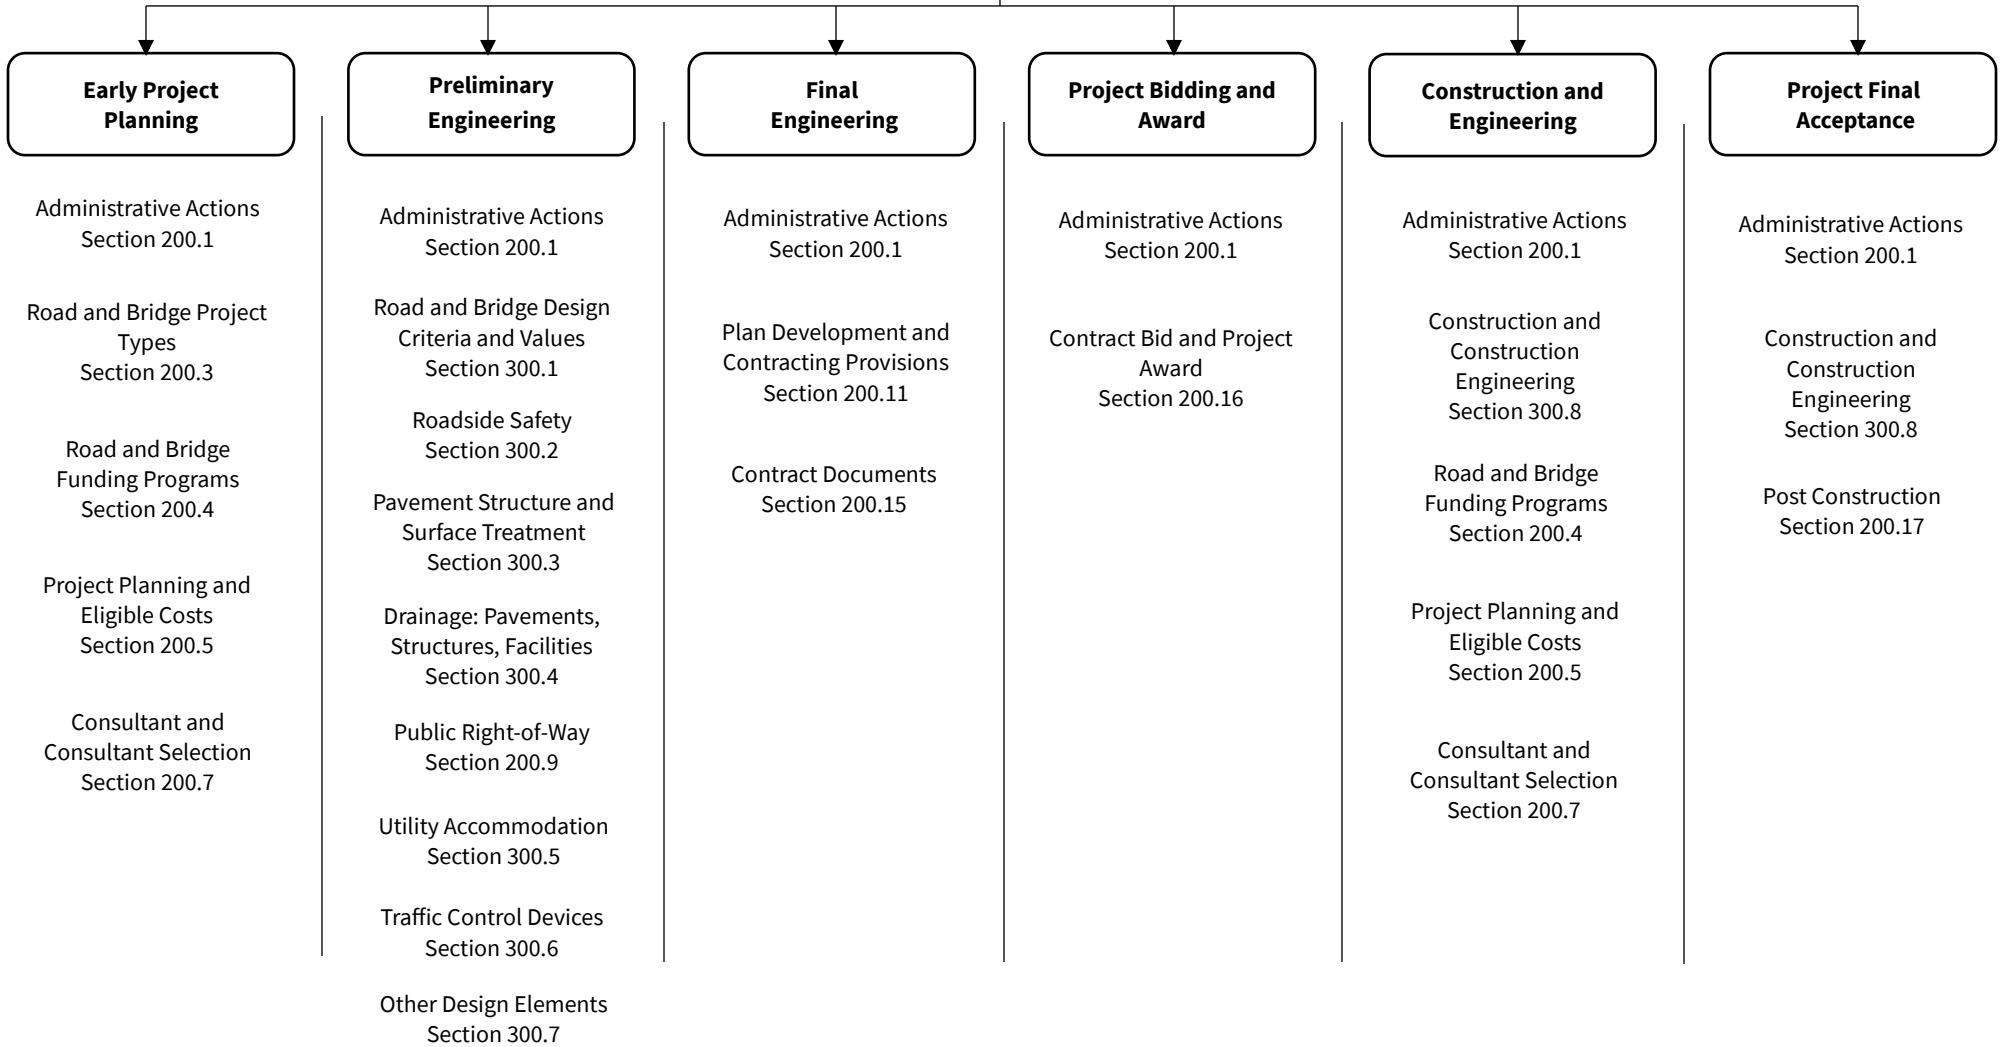 Early Project
Planning
Administrative Actions
Section 200.1
Road and Bridge Project
Types
Section 200.3
Road and Bridge
Funding Programs
Section 200.4
Project Planning and
Eligible Costs
Section 200.5
Consultant and
Consultant Selection
Section 200.7
Preliminary
Engineering
Administrative Actions
Section 200.1
Road and Bridge Design
Criteria and Values
Section 300.1
Roadside Safety
Section 300.2
Pavement Structure and
Surface Treatment
Section 300.3
Drainage: Pavements,
Structures, Facilities
Section 300.4
Public Right-of-Way
Section 200.9
Utility Accommodation
Section 300.5
Traffic Control Devices
Section 300.6
Other Design Elements
Section 300.7
Final
Engineering
Administrative Actions
Section 200.1
Plan Development and
Contracting Provisions
Section 200.11
Contract Documents
Section 200.15
Project Bidding and
Award
Administrative Actions
Section 200.1
Contract Bid and Project
Award
Section 200.16
Construction and
Engineering
Administrative Actions
Section 200.1
Construction and
Construction
Engineering
Section 300.8
Road and Bridge
Funding Programs
Section 200.4
Project Planning and
Eligible Costs
Section 200.5
Consultant and
Consultant Selection
Section 200.7
Project Final
Acceptance
Administrative Actions
Section 200.1
Construction and
Construction
Engineering
Section 300.8
Post Construction
Section 200.17